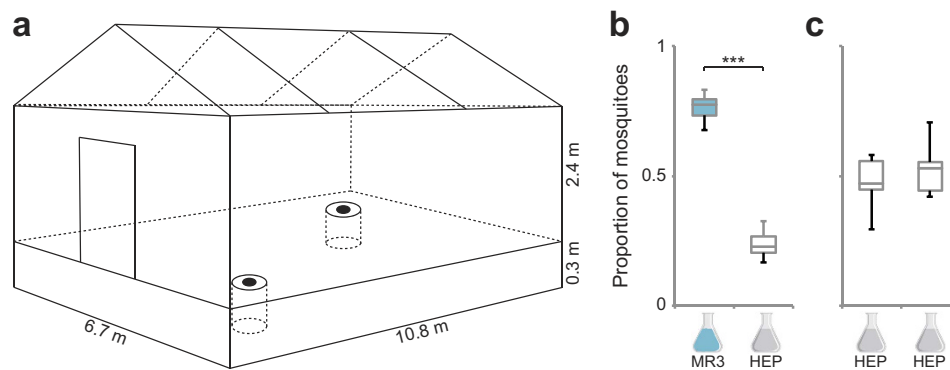 a
2.4 m
0.3 m
6.7 m
10.8 m
b
Proportion of mosquitoes
1
0.5
0
***
MR3
HEP
c
HEP
HEP